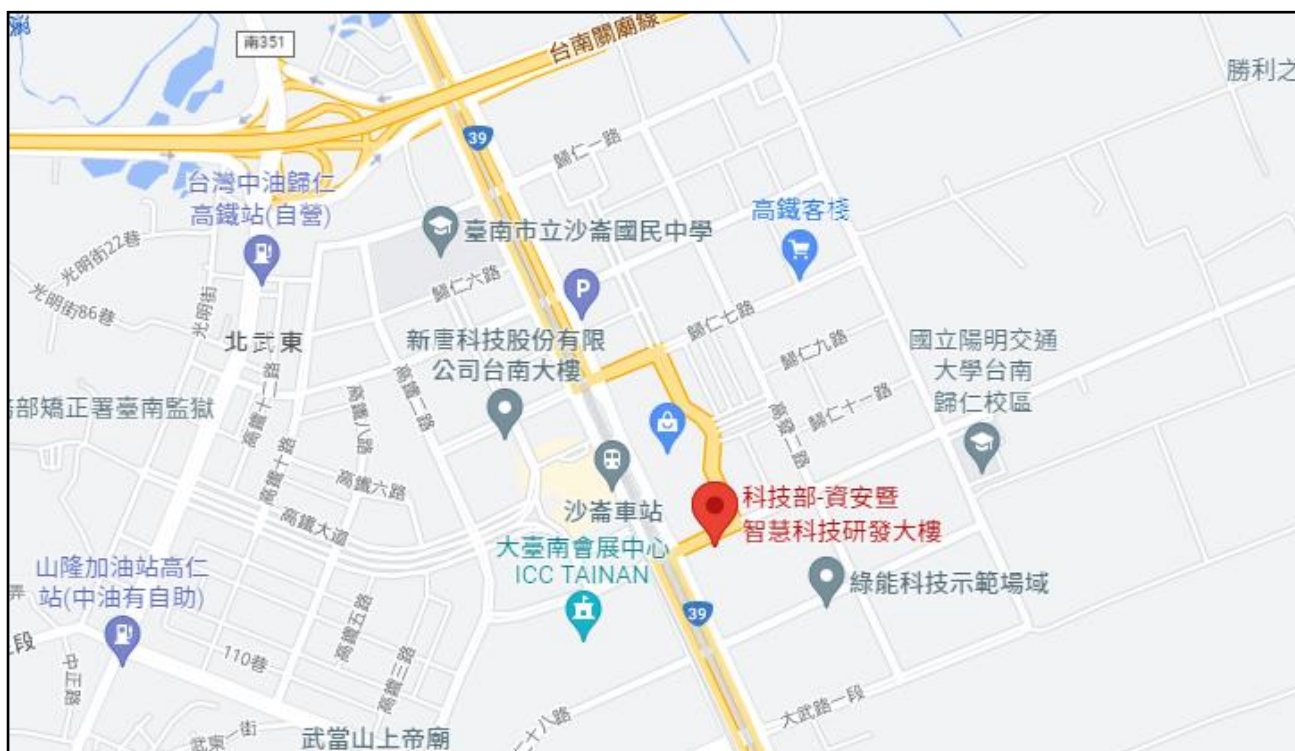 南351
台南關廟線
勝利之
39
歸仁一路
台灣中油歸仁
高鐵站(自營)
高鐵客棧
臺南市立沙崙國民中學
光明街22巷
光明街
歸仁六路
P
光明街86巷
歸仁七路
北武東
新唐科技股份有限
公司台南大樓
歸仁九路
國立陽明交通
大學台南
歸仁校區
高鐵二路
高鐵十二路
高鐵八路
部矯正署臺南監獄
歸仁十一路
高鐵二路
高鐵十路
高鐵六路
沙崙車站
科技部-資安暨
智慧科技研發大樓
高鐵大道
大臺南會展中心
ICC TAINAN
山隆加油站高仁
站(中油有自助)
綠能科技示範場域
高鐵五路
39
段
110巷
高鐵三路
中正路
大武路一段
二十八路
武東一街
武當山上帝廟